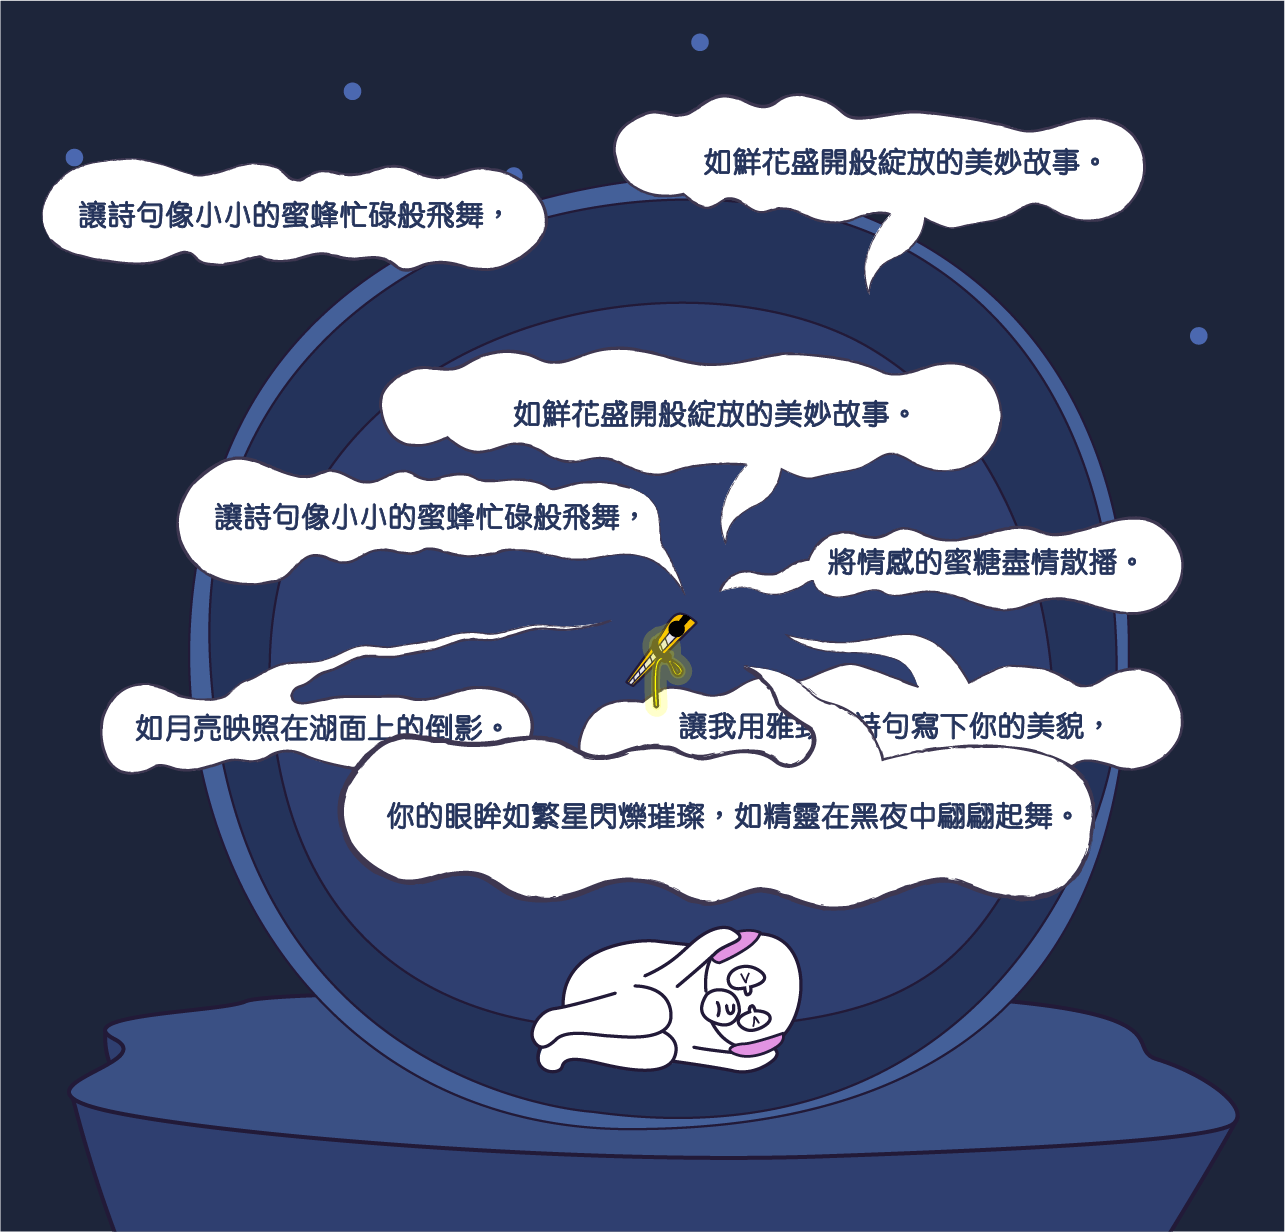 如鮮花盛開般綻放的美妙故事。
讓詩句像小小的蜜蜂忙碌般飛舞，
如鮮花盛開般綻放的美妙故事。
讓詩句像小小的蜜蜂忙碌般飛舞，
將情感的蜜糖盡情散播。
如月亮映照在湖面上的倒影。
讓我用雅致詩句寫下你的美貌，
你的眼眸如繁星閃爍璀璨，如精靈在黑夜中翩翩起舞。